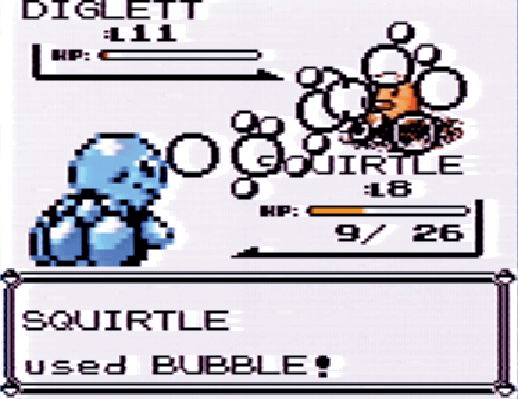 DIGLETT
:L11
HP:
SQUIRTLE
:L8
HP:
9/ 26
SQUIRTLE
used BUBBLE!